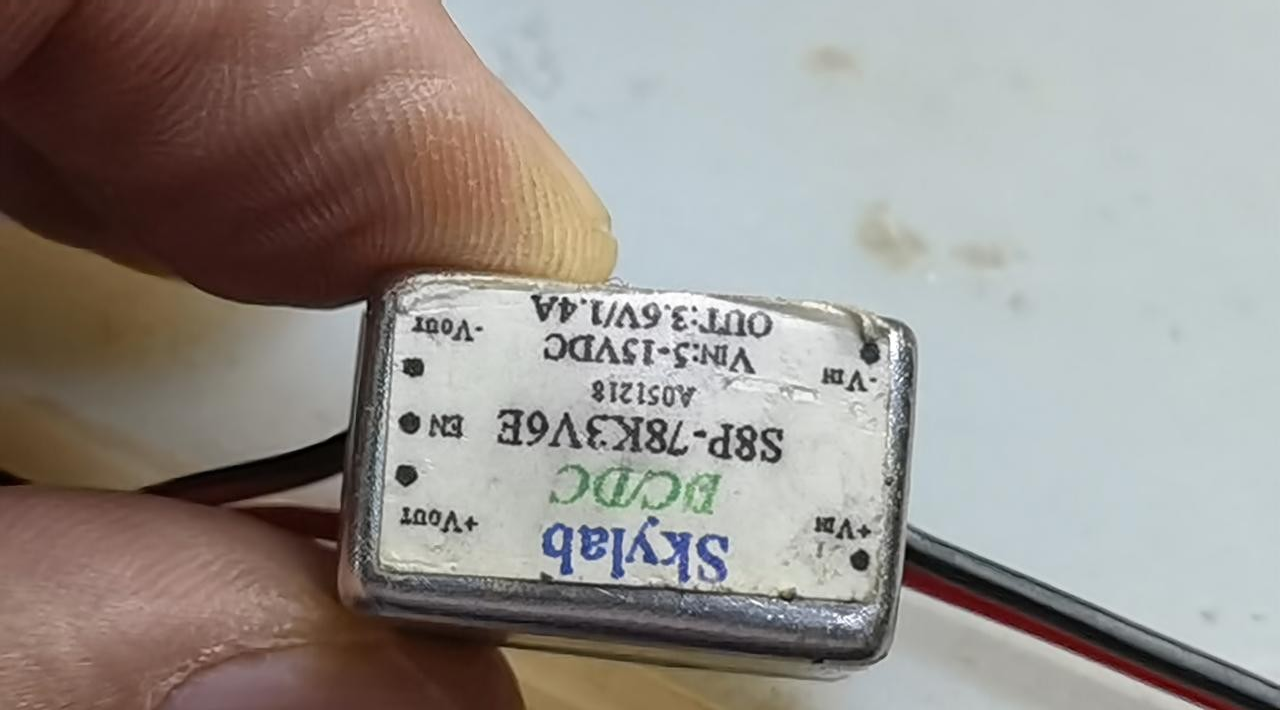 Skylab
DC/DC
S8P-78K3V6E
A051218
VIN:5-15VDC
OUT:3.6V/1.4A
+VIN
1
-VIN
+VOUT
EN
-VOUT